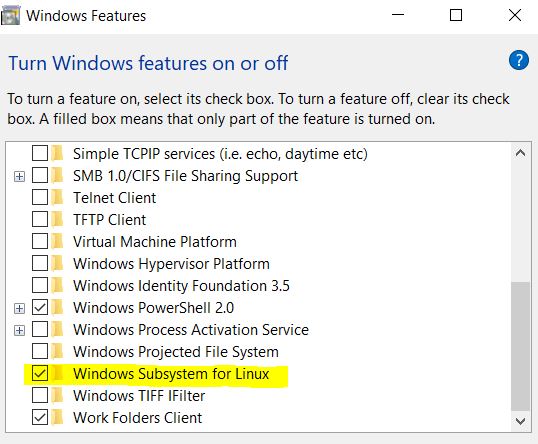 Windows Features
Turn Windows features on or off
?
To turn a feature on, select its check box. To turn a feature off, clear its check
box. A filled box means that only part of the feature is turned on.
Simple TCPIP services (i.e. echo, daytime etc)
SMB 1.0/CIFS File Sharing Support
Telnet Client
TFTP Client
Virtual Machine Platform
Windows Hypervisor Platform
Windows Identity Foundation 3.5
Windows PowerShell 2.0
Windows Process Activation Service
Windows Projected File System
Windows Subsystem for Linux
Windows TIFF IFilter
Work Folders Client